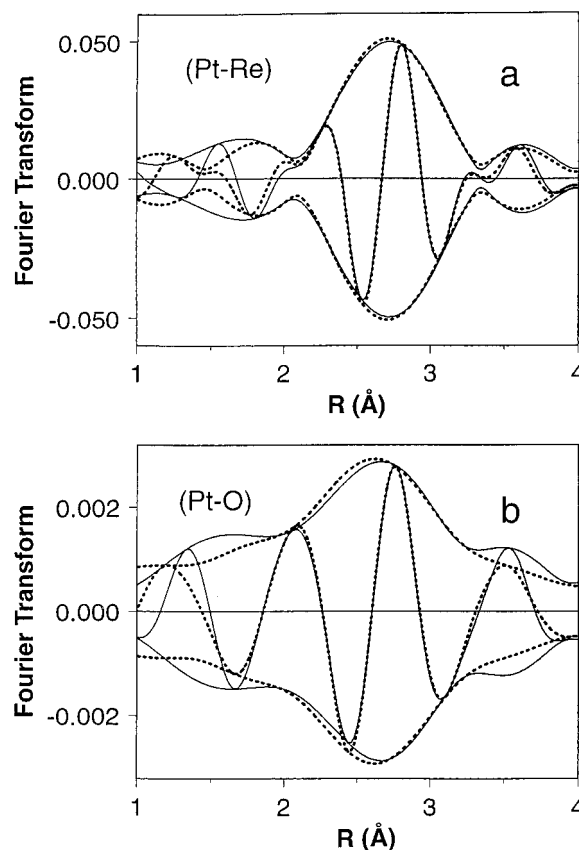 0.050
(Pt-Re)
a
0.000
-0.050
Fourier Transform
1 2 3 4
R (Å)
(Pt-O)
b
0.002
0.000
-0.002
Fourier Transform
1 2 3 4
R (Å)